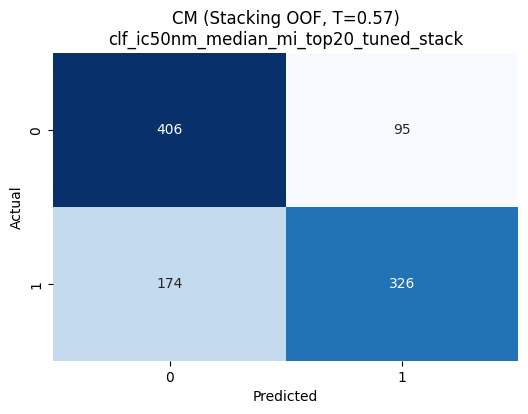 CM (Stacking OOF, T=0.57)
clf_ic50nm_median_mi_top20_tuned_stack
Actual
0
406
95
1
174
326
0
1
Predicted